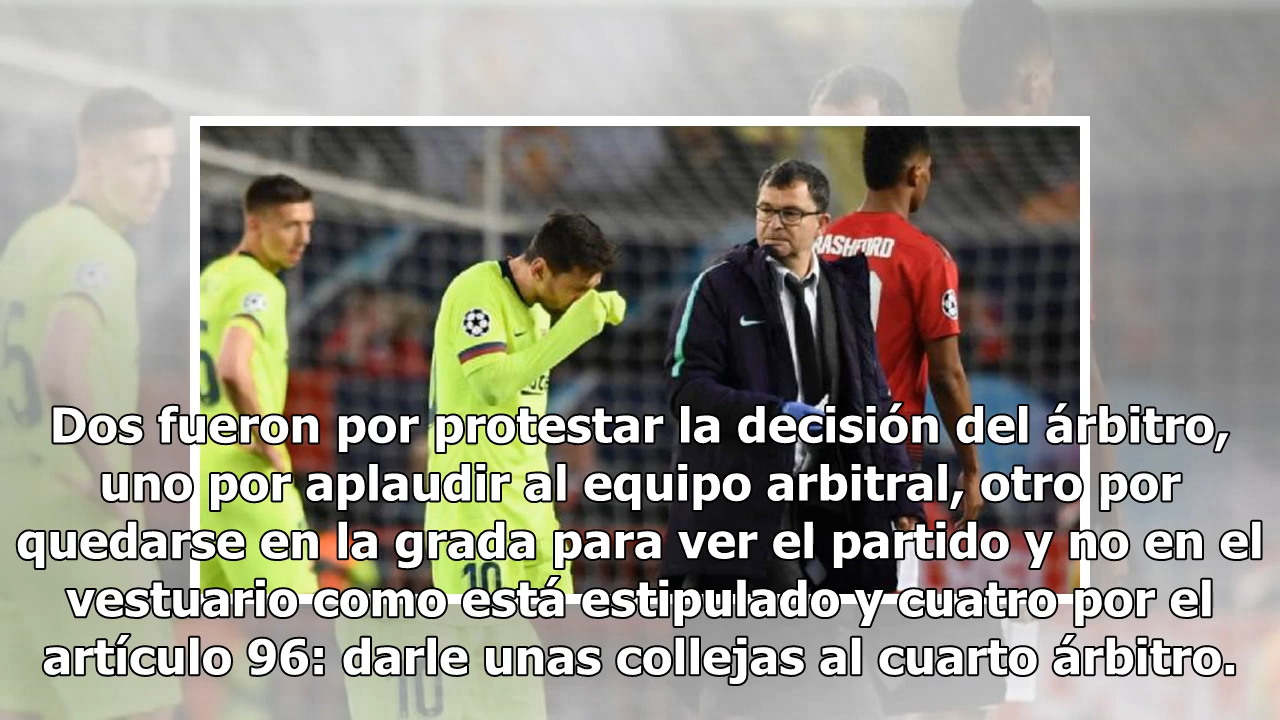 RASHFORD
10
Dos fueron por protestar la decisión del árbitro,
uno por aplaudir al equipo arbitral, otro por
quedarse en la grada para ver el partido y no en el
vestuario como está estipulado y cuatro por el
artículo 96: darle unas collejas al cuarto árbitro.